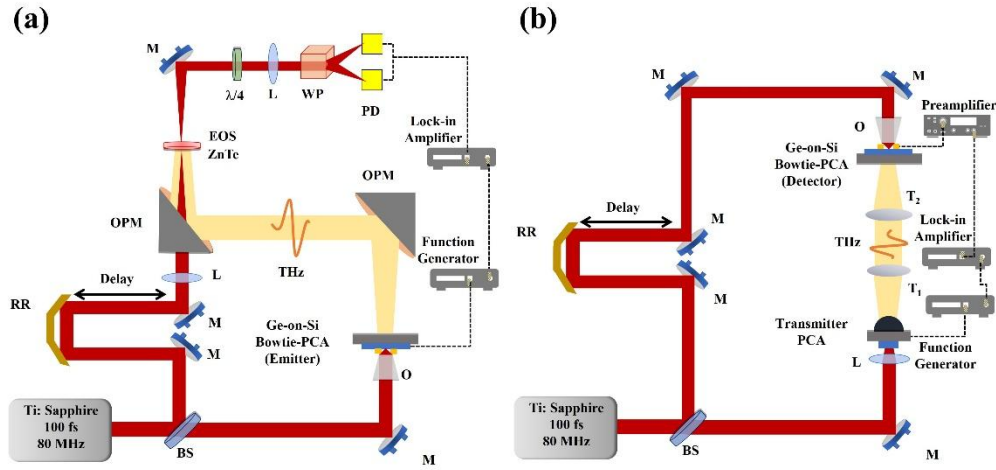 (a)
M
λ/4
L
WP
PD
EOS
ZnTe
Lock-in
Amplifier
OPM
OPM
Function
Generator
THz
L
Delay
RR
M
M
Ge-on-Si
Bowtie-PCA
(Emitter)
O
Ti: Sapphire
100 fs
80 MHz
BS
M
(b)
M
M
Preamplifier
O
Ge-on-Si
Bowtie-PCA
(Detector)
T2
Delay
M
RR
THz
Lock-in
Amplifier
M
T1
Transmitter
PCA
Function
Generator
L
Ti: Sapphire
100 fs
80 MHz
BS
M